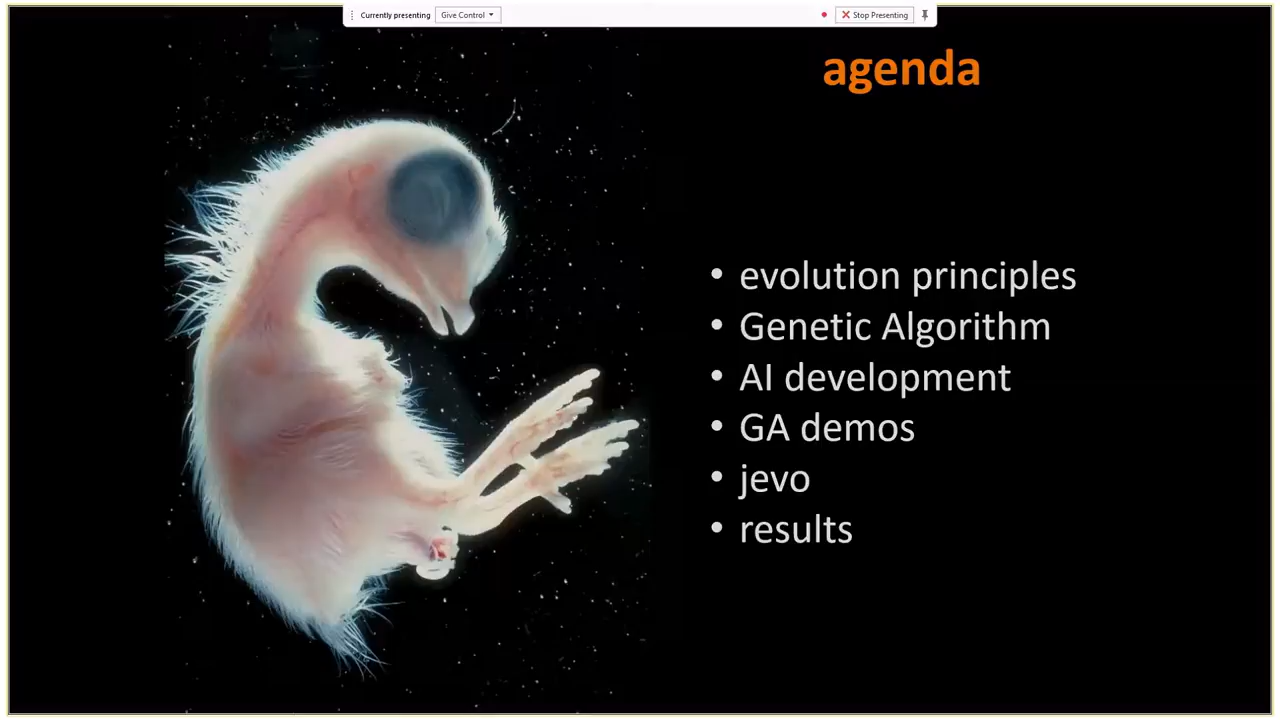 Currently presenting
Give Control
Stop Presenting
agenda
• evolution principles
• Genetic Algorithm
• AI development
• GA demos
• jevo
• results